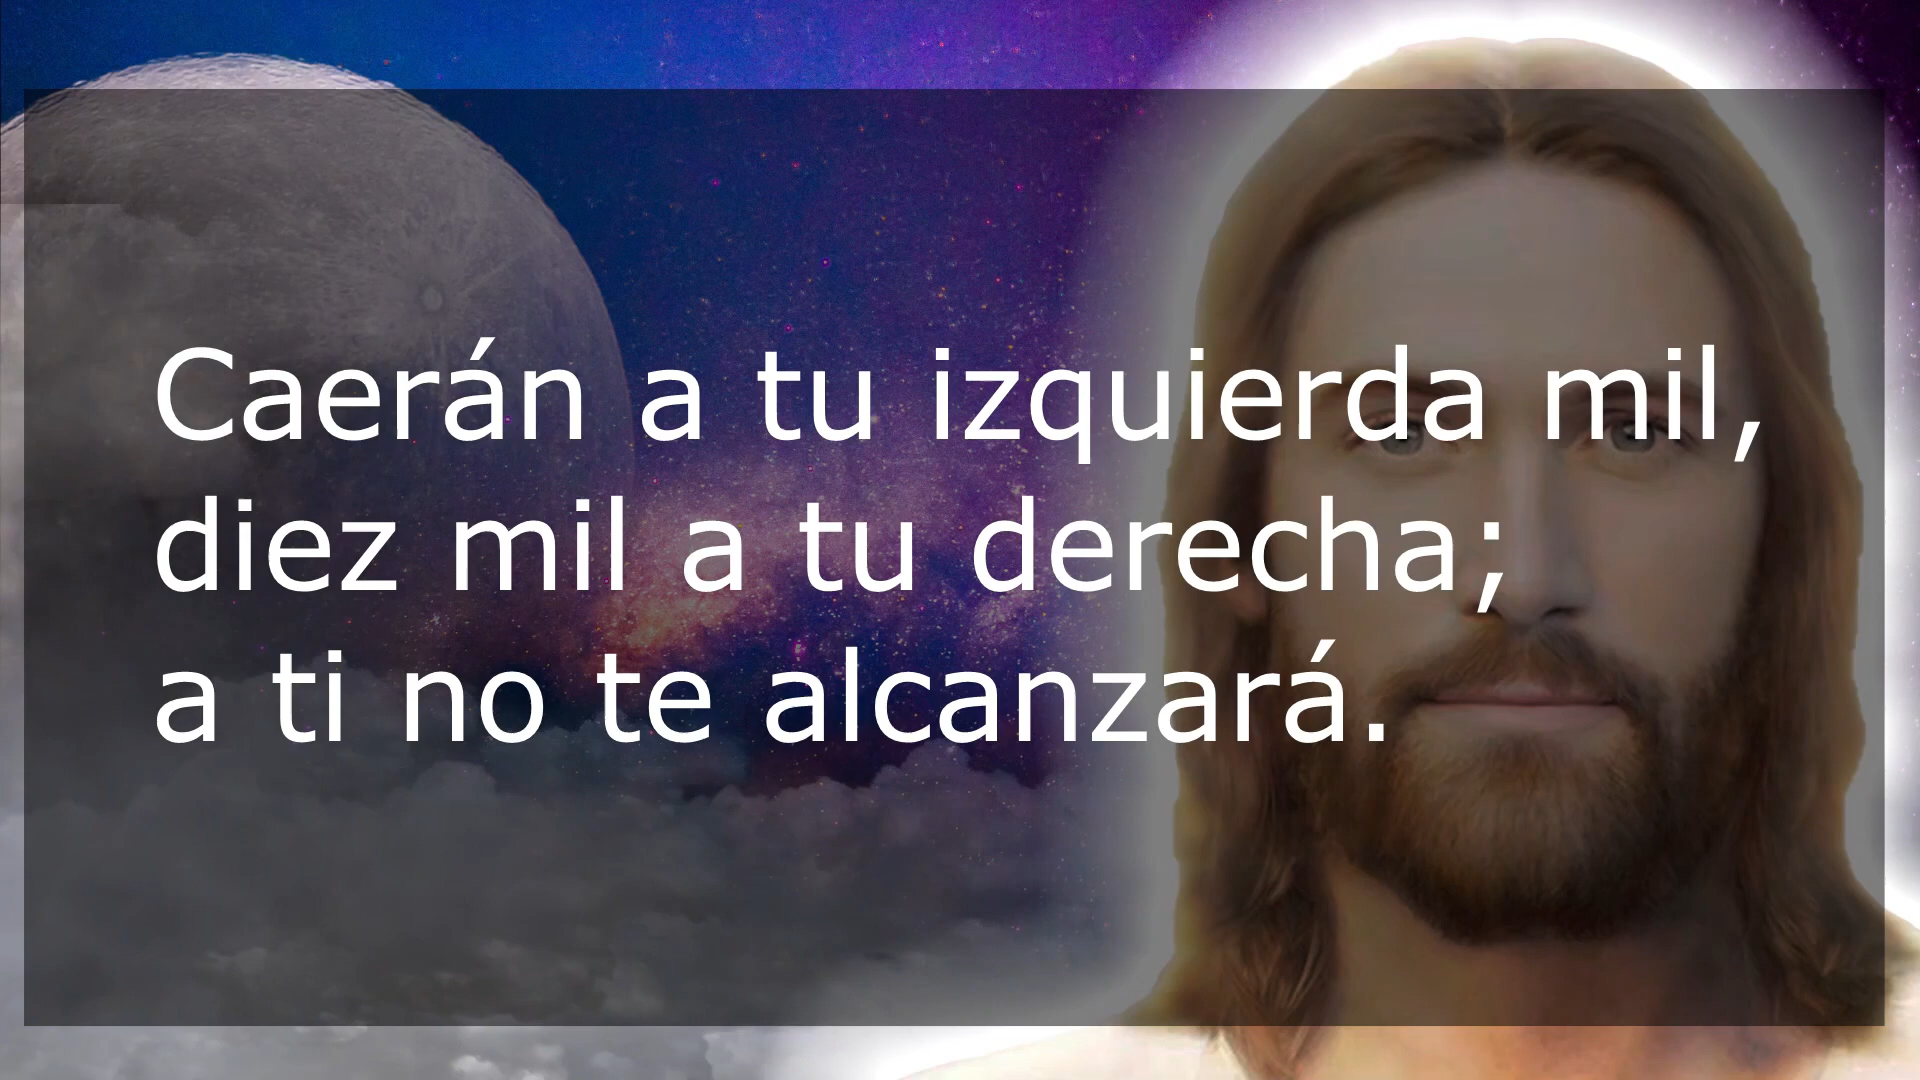 Caerán a tu izquierda mil,
diez mil a tu derecha;
a ti no te alcanzará.